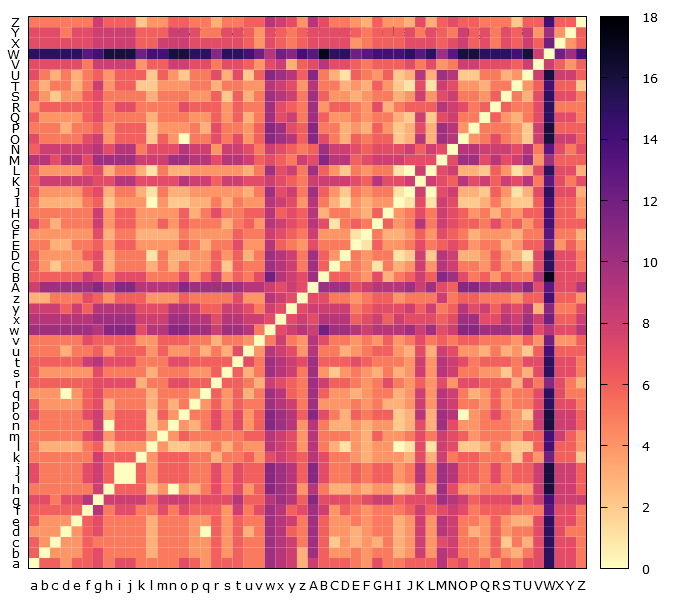 Z
Y
X
W
V
U
T
S
R
Q
P
O
N
M
L
K
J
I
H
G
F
E
D
C
B
A
z
y
x
w
v
u
t
s
r
q
p
o
n
m
l
k
j
i
h
g
f
e
d
c
b
a
a b c d e f g h i j k l m n o p q r s t u v w x y z A B C D E F G H I J K L M N O P Q R S T U V W X Y Z
18
16
14
12
10
8
6
4
2
0